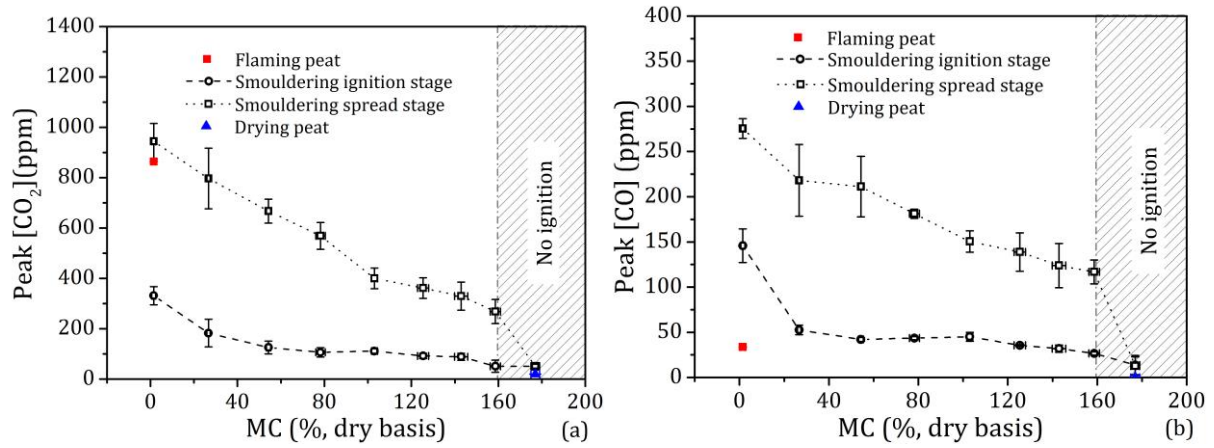 1400
1200
1000
800
600
400
200
0
Peak [CO₂](ppm)
Flaming peat
Smouldering ignition stage
Smouldering spread stage
Drying peat
No ignition
0 40 80 120 160 200
MC (%, dry basis)
(a)
400
350
300
250
200
150
100
50
0
Peak [CO] (ppm)
Flaming peat
Smouldering ignition stage
Smouldering spread stage
Drying peat
No ignition
0 40 80 120 160 200
MC (%, dry basis)
(b)